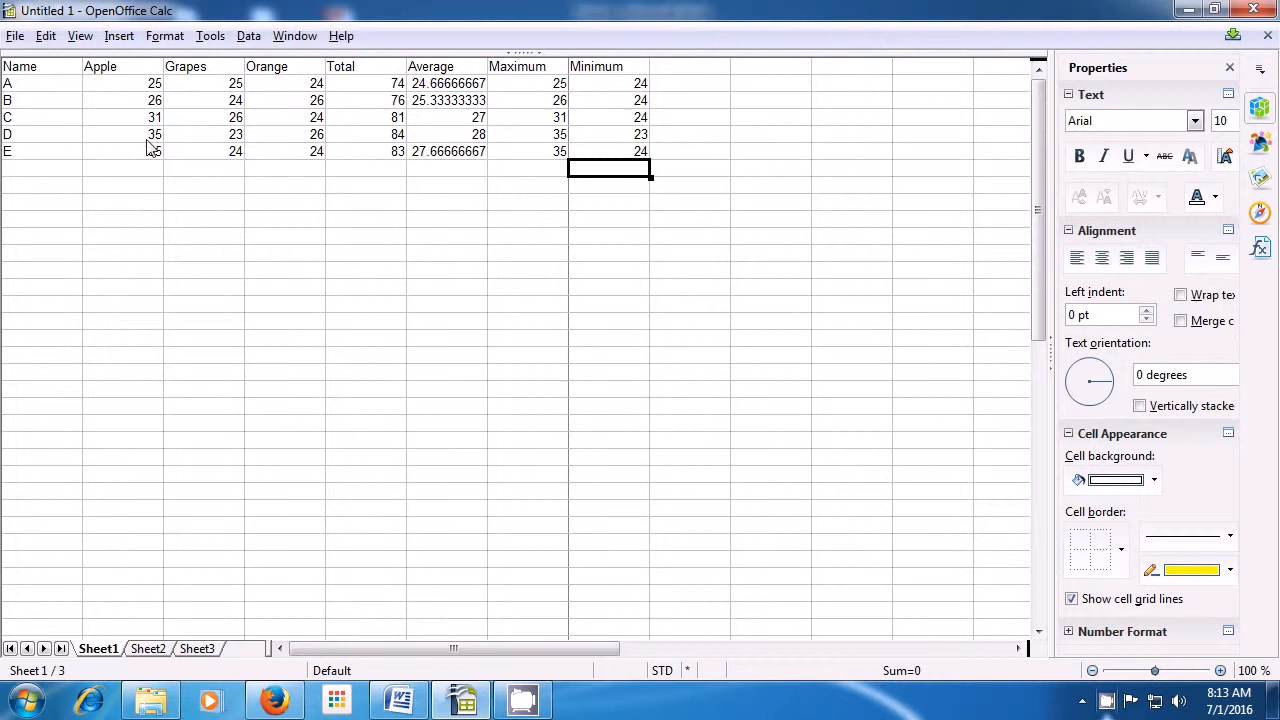 Untitled 1 - OpenOffice Calc
File Edit View Insert Format Tools Data Window Help
Name Apple Grapes Orange Total Average Maximum Minimum
A 25 25 24 74 24.66666667 25 24
B 26 24 26 76 25.33333333 26 24
C 31 26 24 81 27 31 24
D 35 23 26 84 28 35 23
E 24 24 83 27.66666667 35 24
Properties
Text
Arial 10
B I U ABC A
A
Alignment
Left indent:
Wrap tex
0 pt
Merge c
Text orientation:
0 degrees
Vertically stacke
Cell Appearance
Cell background:
Cell border:
Show cell grid lines
Number Format
Sheet1 Sheet2 Sheet3
Sheet 1 / 3 Default STD * Sum=0 100 %
8:13 AM
7/1/2016